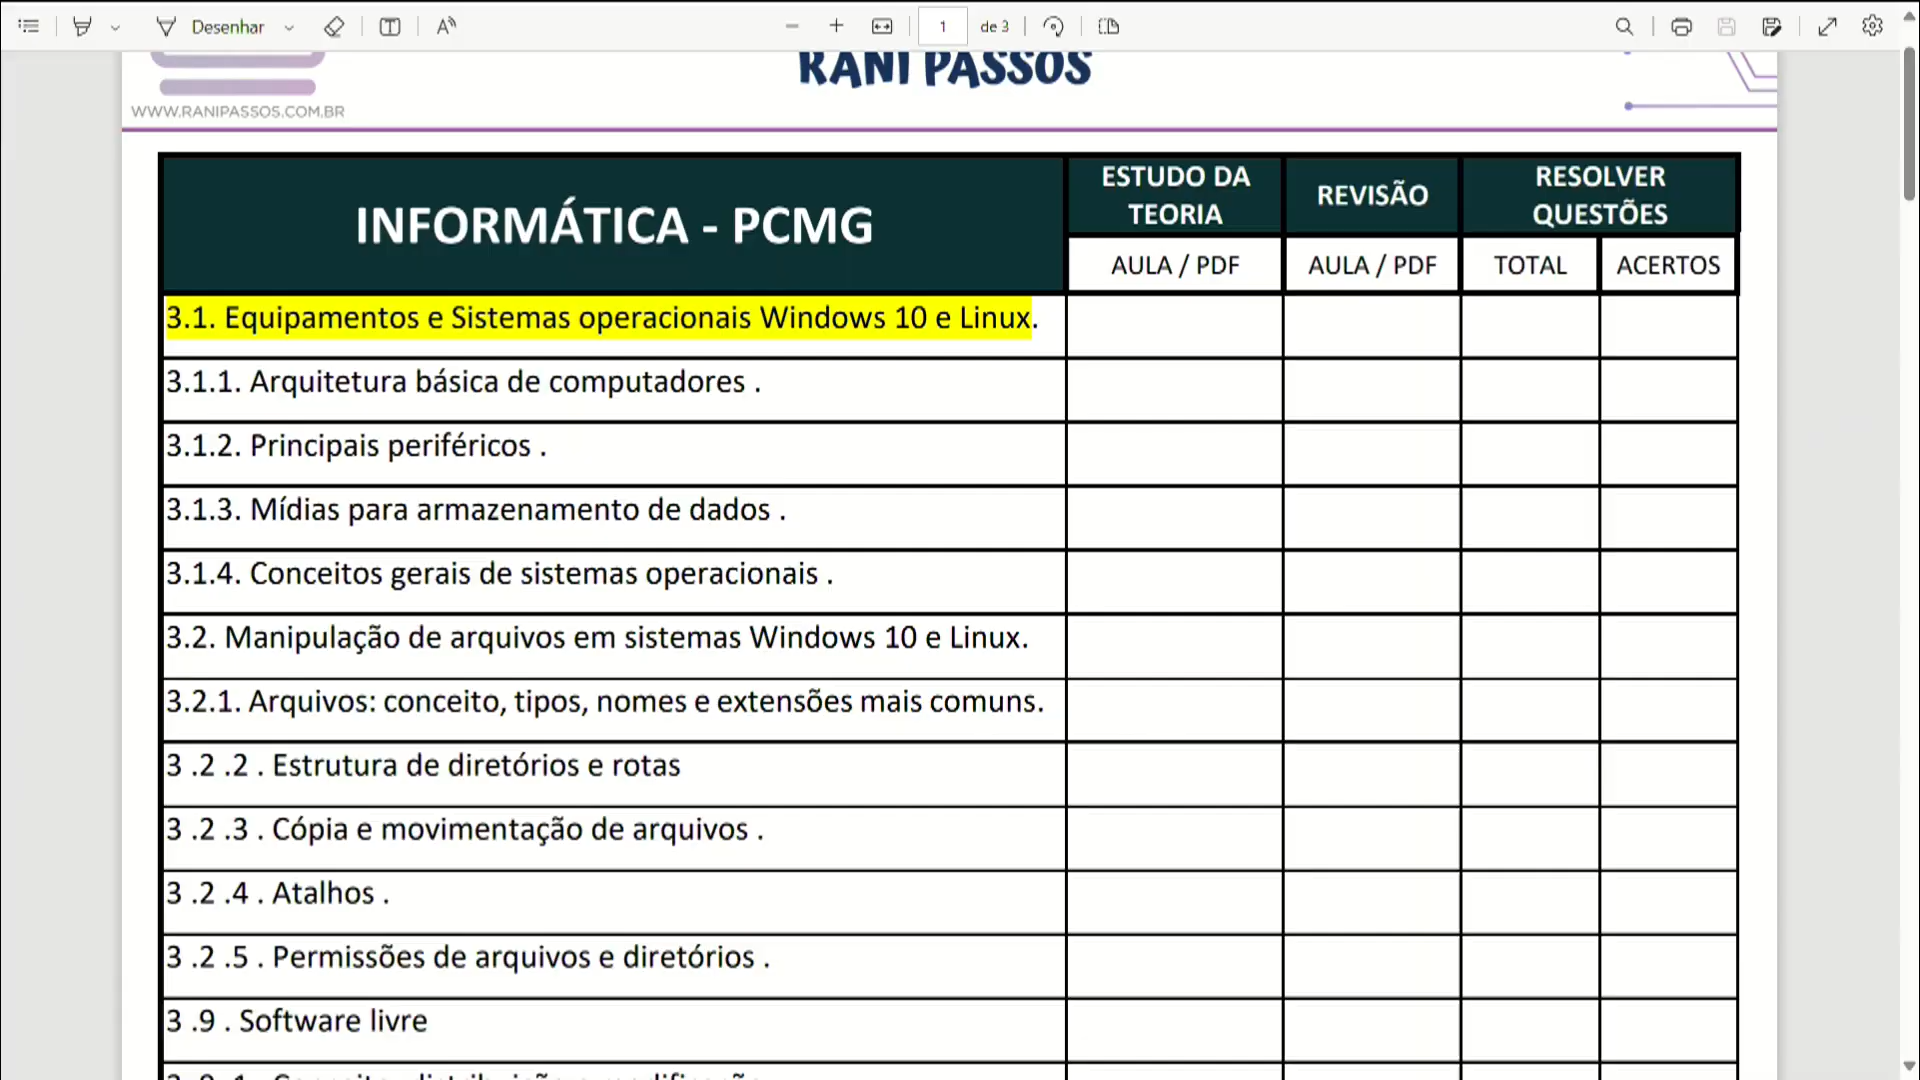 Desenhar
1
de 3
RANI PASSOS
WWW.RANIPASSOS.COM.BR
INFORMÁTICA - PCMG
ESTUDO DA
TEORIA
REVISÃO
RESOLVER
QUESTÕES
AULA / PDF
AULA / PDF
TOTAL
ACERTOS
3.1. Equipamentos e Sistemas operacionais Windows 10 e Linux.
3.1.1. Arquitetura básica de computadores .
3.1.2. Principais periféricos .
3.1.3. Mídias para armazenamento de dados .
3.1.4. Conceitos gerais de sistemas operacionais .
3.2. Manipulação de arquivos em sistemas Windows 10 e Linux.
3.2.1. Arquivos: conceito, tipos, nomes e extensões mais comuns.
3 .2 .2 . Estrutura de diretórios e rotas
3 .2 .3 . Cópia e movimentação de arquivos .
3 .2 .4 . Atalhos .
3 .2 .5 . Permissões de arquivos e diretórios .
3 .9 . Software livre